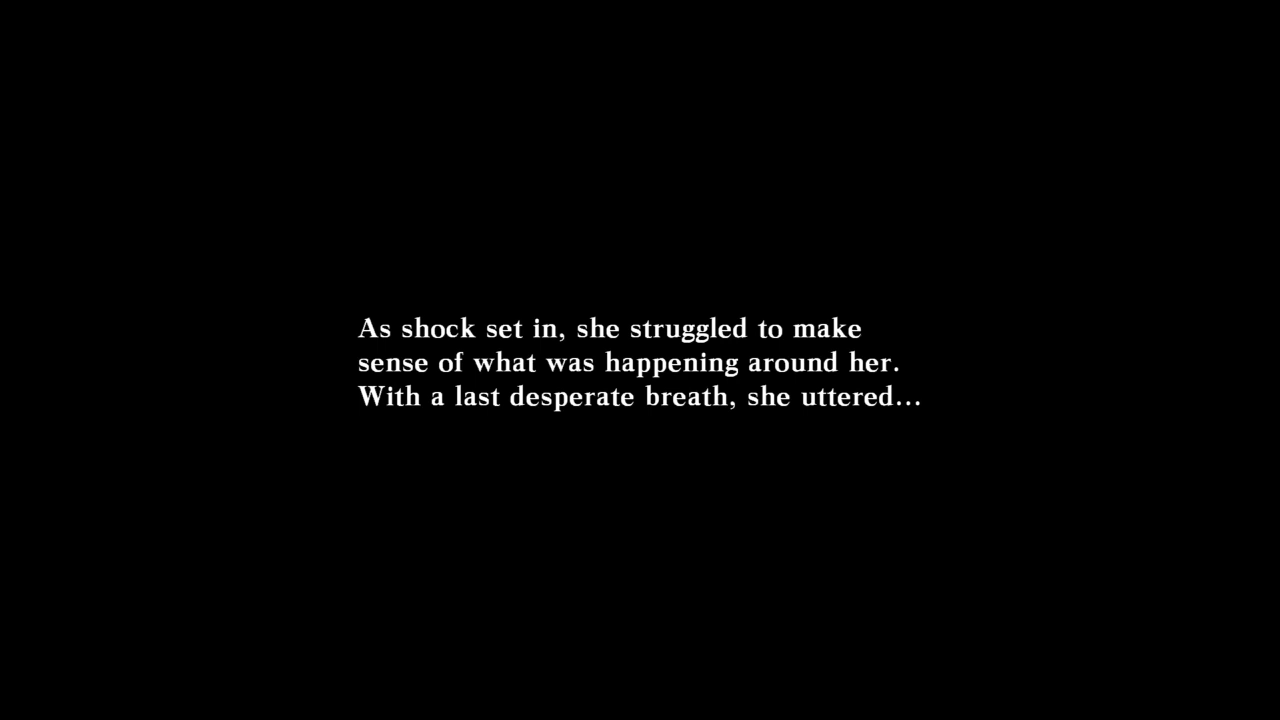 As shock set in, she struggled to make
sense of what was happening around her.
With a last desperate breath, she uttered...